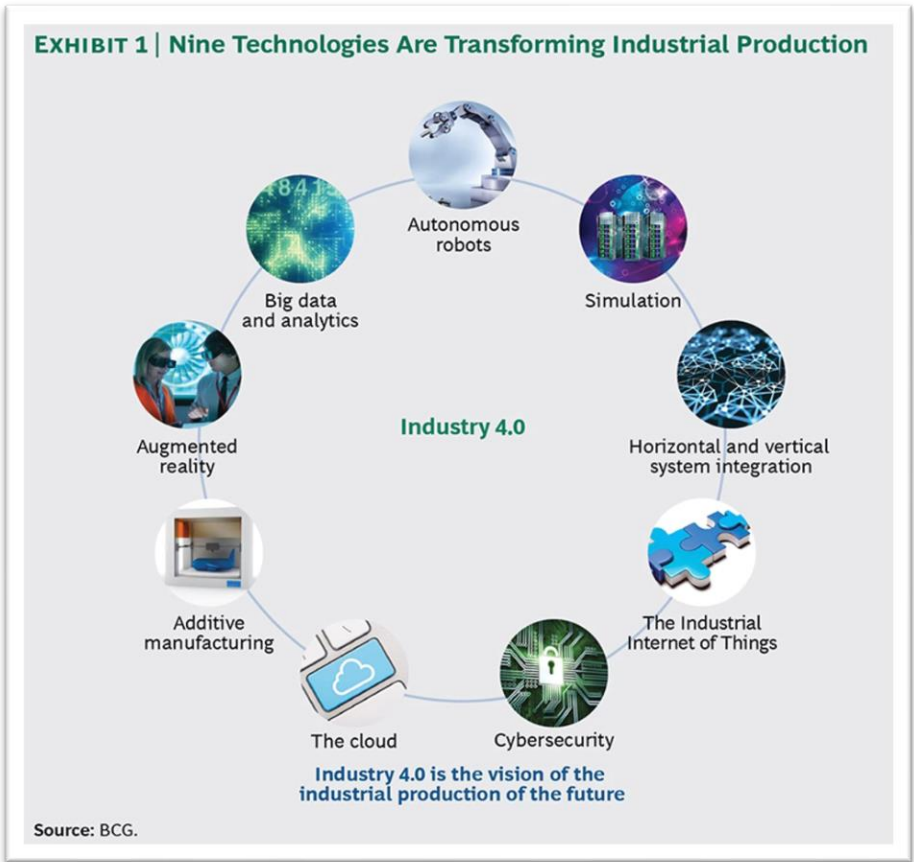 EXHIBIT 1 | Nine Technologies Are Transforming Industrial Production
Autonomous
robots
Simulation
Horizontal and vertical
system integration
The Industrial
Internet of Things
Cybersecurity
The cloud
Additive
manufacturing
Augmented
reality
Big data
and analytics
48415
Industry 4.0
Industry 4.0 is the vision of the
industrial production of the future
Source: BCG.